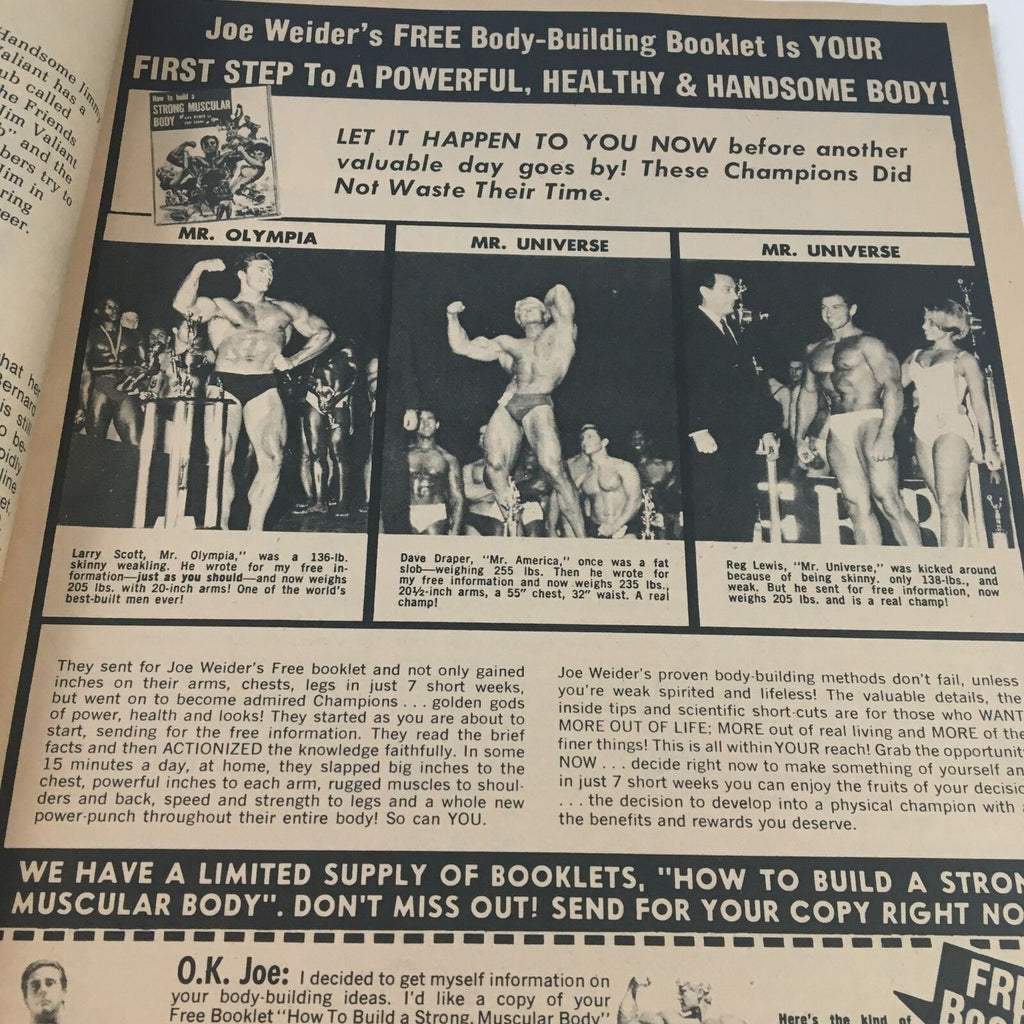 Handsome Jimmy
Valiant has a
ub called
he Friends
Jim Valiant
b" and the
bers try to
Jim in
ring
eer.
hat her
Bernard
is still
o be-
pidly
line
et,
Joe Weider's FREE Body-Building Booklet Is YOUR
FIRST STEP To A POWERFUL, HEALTHY & HANDSOME BODY!
How to build a
STRONG MUSCULAR
BODY
LET IT HAPPEN TO YOU NOW before another
valuable day goes by! These Champions Did
Not Waste Their Time.
MR. OLYMPIA
Larry Scott, Mr. Olympia," was a 136-lb.
skinny weakling. He wrote for my free in-
formation—just as you should—and now weighs
205 lbs. with 20-inch arms! One of the world's
best-built men ever!
MR. UNIVERSE
Dave Draper, "Mr. America," once was a fat
slob—weighing 255 lbs. Then he wrote for
my free information and now weighs 235 lbs.,
20½-inch arms, a 55" chest, 32" waist. A real
champ!
MR. UNIVERSE
Reg Lewis, "Mr. Universe," was kicked around
because of being skinny. only 138-lbs., and
weak. But he sent for free information, now
weighs 205 lbs. and is a real champ!
They sent for Joe Weider's Free booklet and not only gained
inches on their arms, chests, legs in just 7 short weeks,
but went on to become admired Champions . . . golden gods
of power, health and looks! They started as you are about to
start, sending for the free information. They read the brief
facts and then ACTIONIZED the knowledge faithfully. In some
15 minutes a day, at home, they slapped big inches to the
chest, powerful inches to each arm, rugged muscles to shoul-
ders and back, speed and strength to legs and a whole new
power-punch throughout their entire body! So can YOU.
Joe Weider's proven body-building methods don't fail, unless
you're weak spirited and lifeless! The valuable details, the
inside tips and scientific short-cuts are for those who WANT
MORE OUT OF LIFE; MORE out of real living and MORE of the
finer things! This is all within YOUR reach! Grab the opportunit
NOW . . . decide right now to make something of yourself an
in just 7 short weeks you can enjoy the fruits of your decisio
. . . the decision to develop into a physical champion with a
the benefits and rewards you deserve.
WE HAVE A LIMITED SUPPLY OF BOOKLETS, "HOW TO BUILD A STRON
MUSCULAR BODY". DON'T MISS OUT! SEND FOR YOUR COPY RIGHT NO
O.K. Joe: I decided to get myself information on
your body-building ideas. I'd like a copy of your
Free Booklet "How To Build a Strong, Muscular Body"
Here's the kind of
FRE
BOO